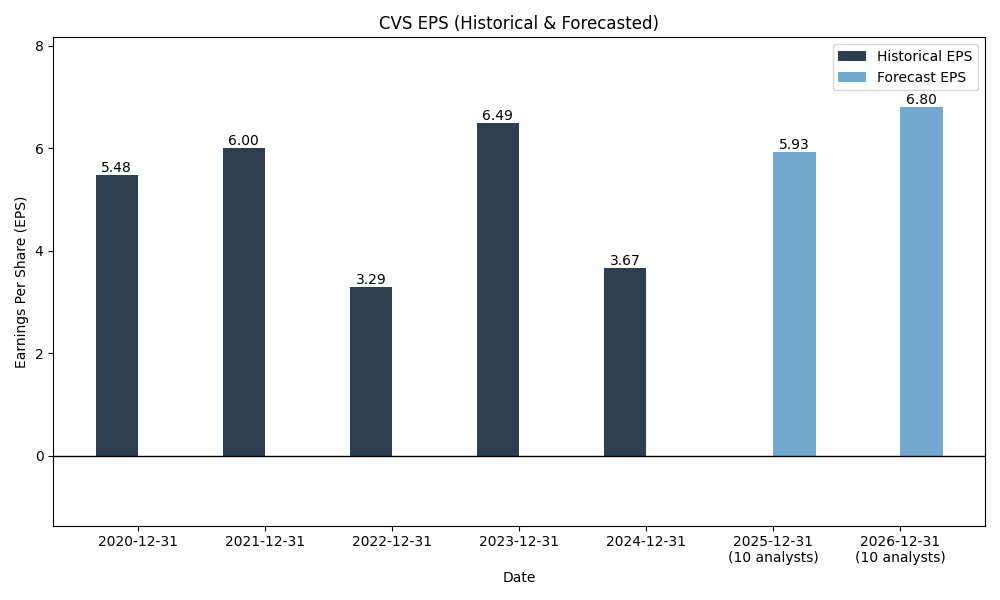 CVS EPS (Historical & Forecasted)
Historical EPS
Forecast EPS
Earnings Per Share (EPS)
8
6
4
2
0
5.48
6.00
3.29
6.49
3.67
5.93
6.80
2020-12-31
2021-12-31
2022-12-31
2023-12-31
2024-12-31
2025-12-31
(10 analysts)
2026-12-31
(10 analysts)
Date